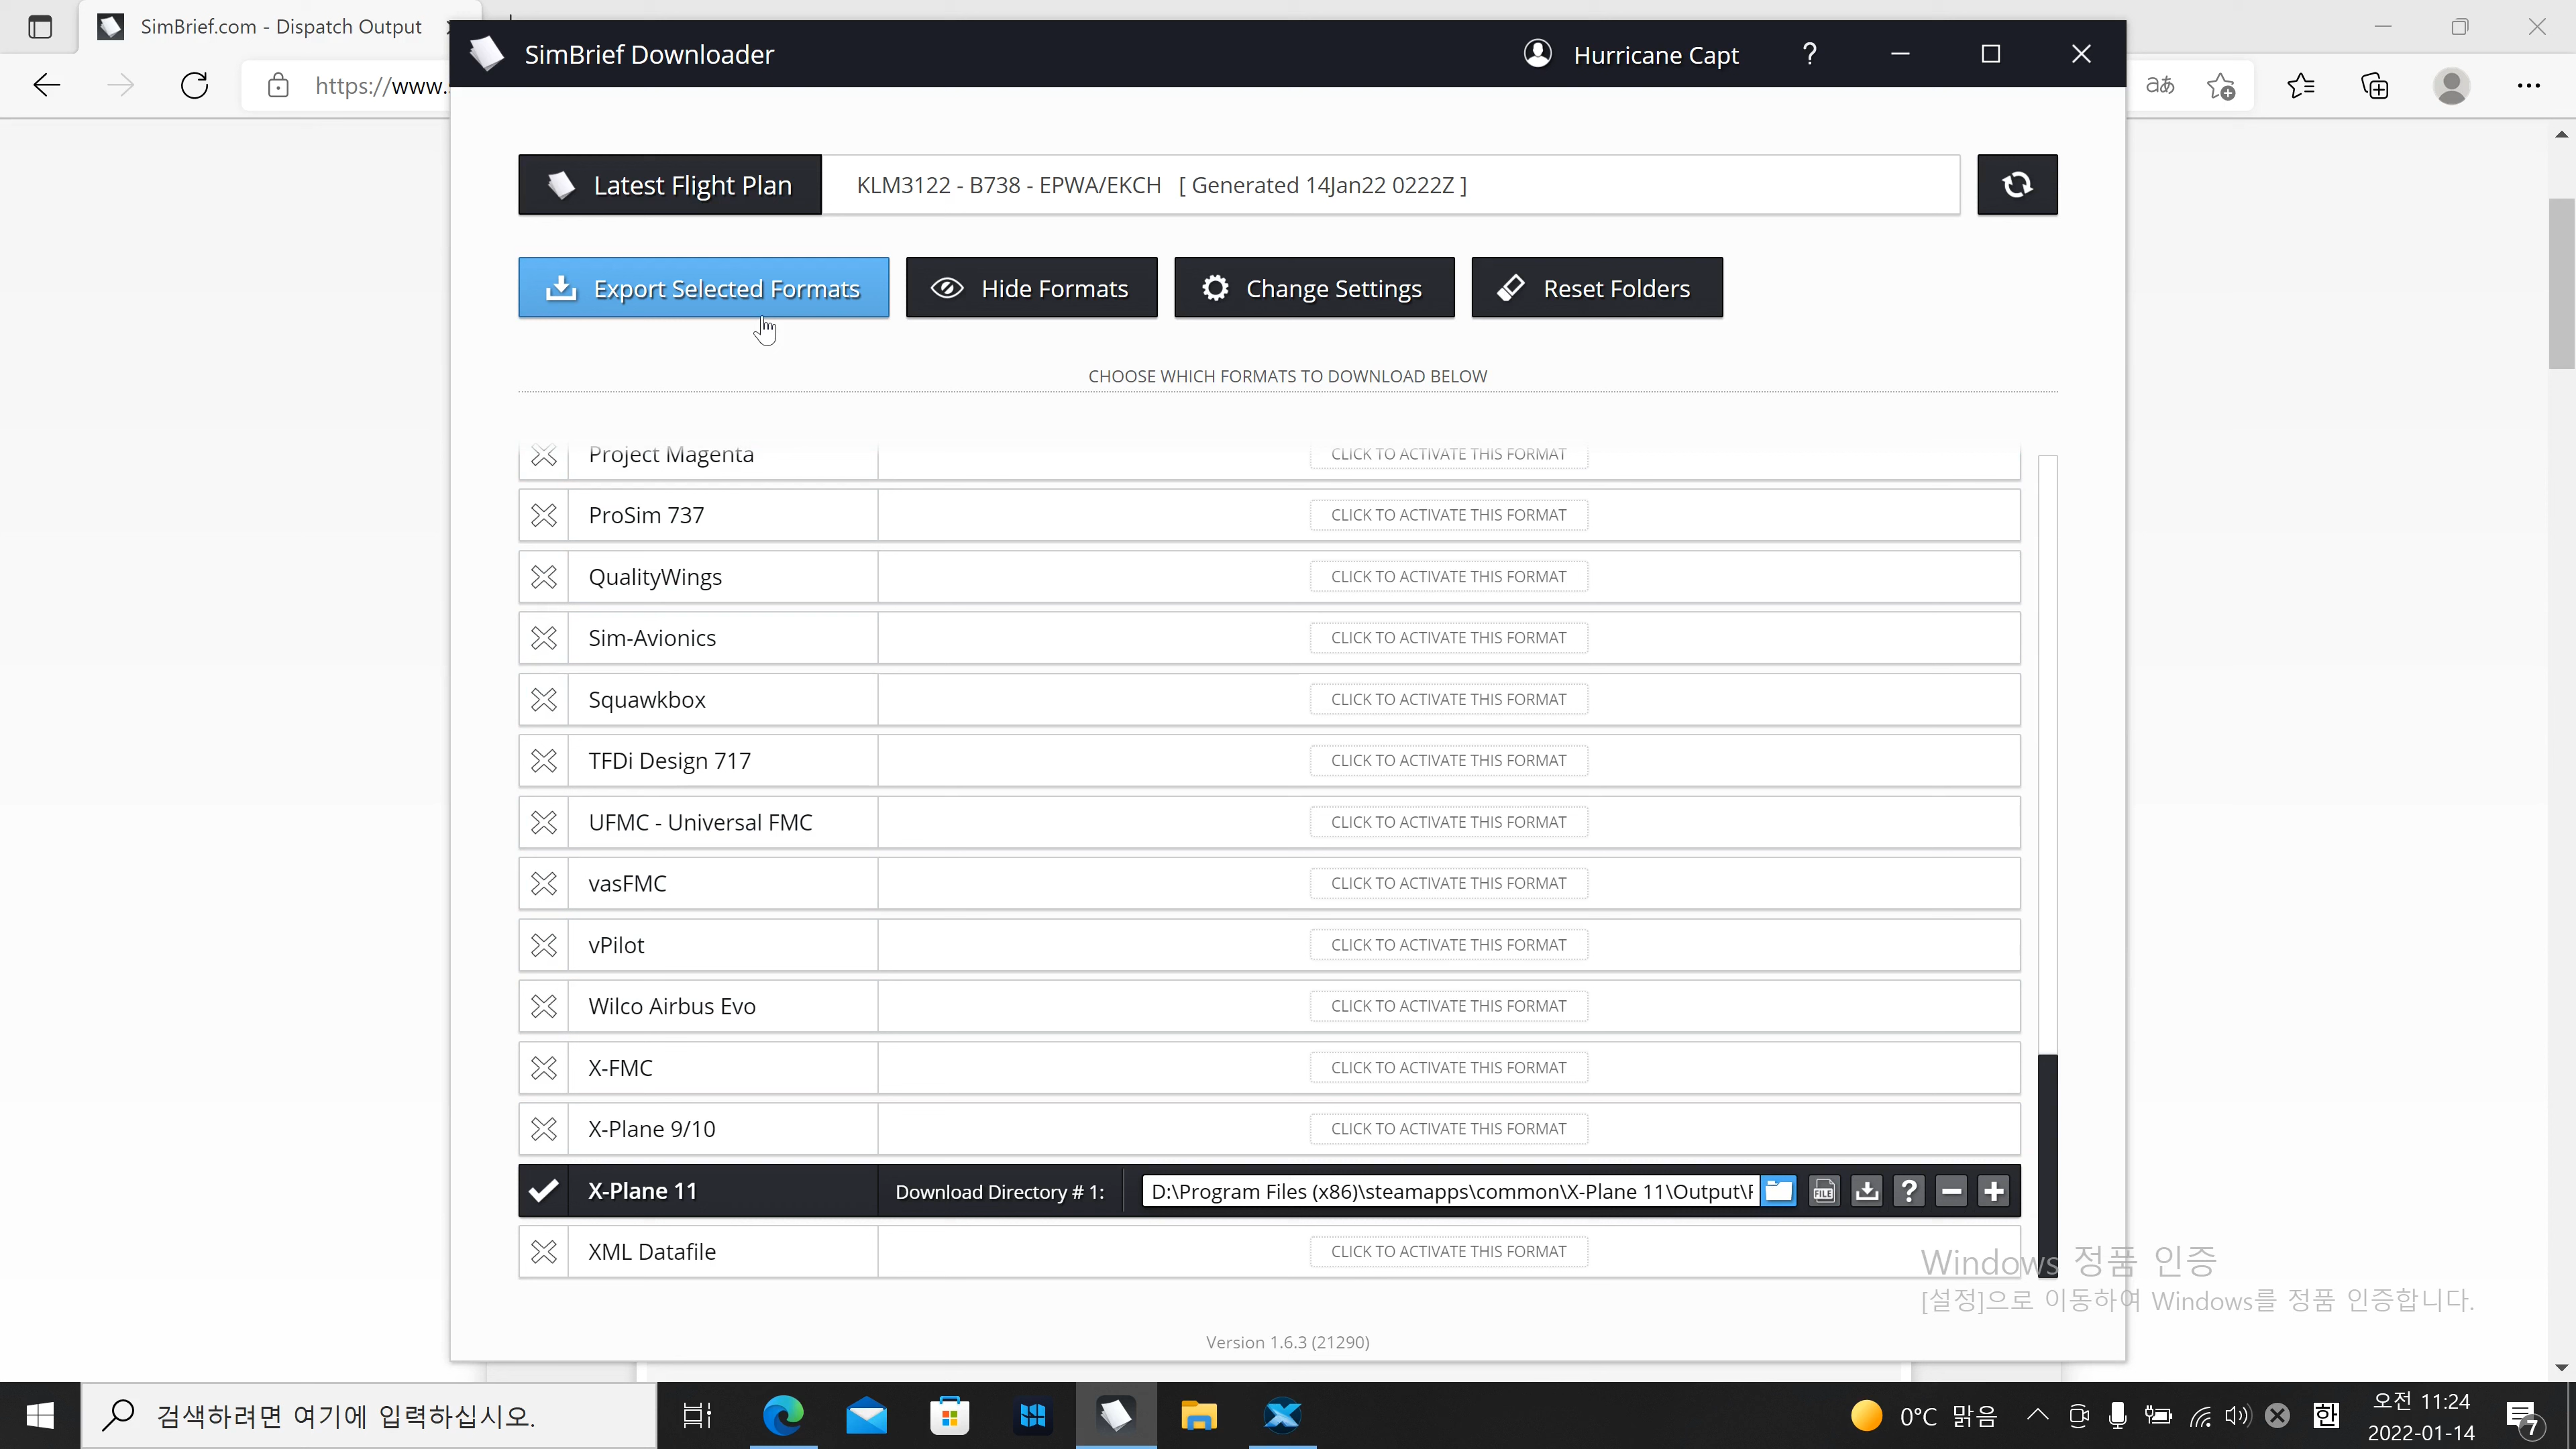 SimBrief.com - Dispatch Output
SimBrief Downloader
Hurricane Capt
?
https://www.
aあ
Latest Flight Plan
KLM3122 - B738 - EPWA/EKCH [ Generated 14Jan22 0222Z ]
Export Selected Formats
Hide Formats
Change Settings
Reset Folders
CHOOSE WHICH FORMATS TO DOWNLOAD BELOW
Project Magenta CLICK TO ACTIVATE THIS FORMAT
ProSim 737 CLICK TO ACTIVATE THIS FORMAT
QualityWings CLICK TO ACTIVATE THIS FORMAT
Sim-Avionics CLICK TO ACTIVATE THIS FORMAT
Squawkbox CLICK TO ACTIVATE THIS FORMAT
TFDi Design 717 CLICK TO ACTIVATE THIS FORMAT
UFMC - Universal FMC CLICK TO ACTIVATE THIS FORMAT
vasFMC CLICK TO ACTIVATE THIS FORMAT
vPilot CLICK TO ACTIVATE THIS FORMAT
Wilco Airbus Evo CLICK TO ACTIVATE THIS FORMAT
X-FMC CLICK TO ACTIVATE THIS FORMAT
X-Plane 9/10 CLICK TO ACTIVATE THIS FORMAT
X-Plane 11 Download Directory # 1: D:\Program Files (x86)\steamapps\common\X-Plane 11\Output\F FILE ?
XML Datafile CLICK TO ACTIVATE THIS FORMAT
Windows 정품 인증
[설정]으로 이동하여 Windows를 정품 인증합니다.
Version 1.6.3 (21290)
검색하려면 여기에 입력하십시오.
0°C 맑음
한
오전 11:24
2022-01-14
7